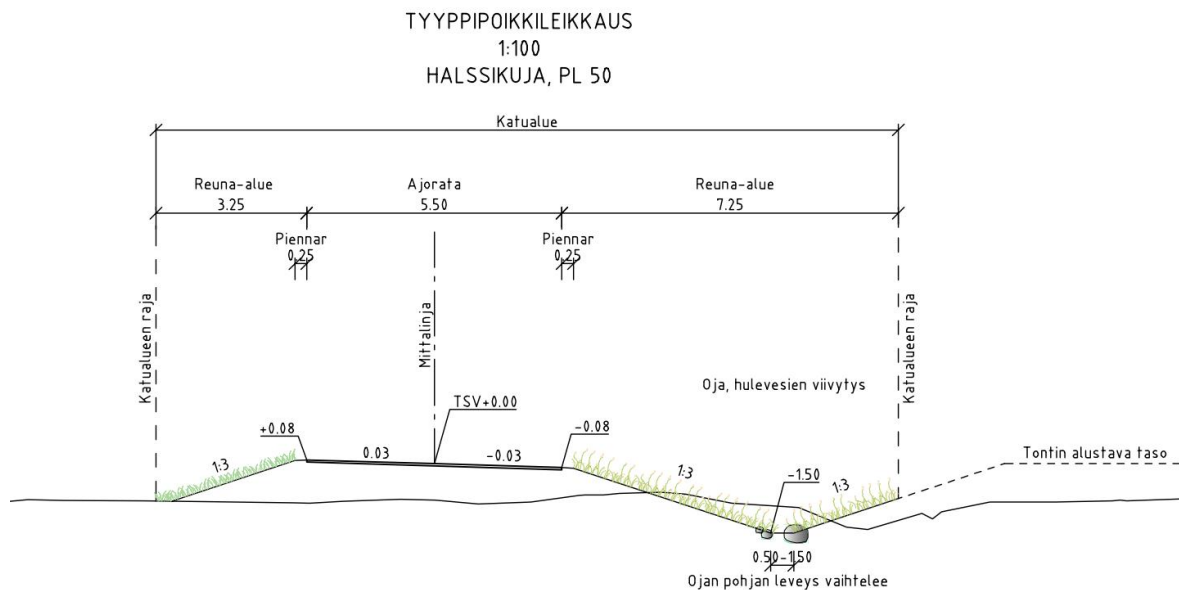 TYYPPIPOIKKILEIKKAUS
1:100
HALSSIKUJA, PL 50
Katualue
Reuna-alue
3.25
Ajorata
5.50
Reuna-alue
7.25
Piennar
0.25
Piennar
0.25
Katualueen raja
Mittalinja
Katualueen raja
Oja, hulevesien viivytys
TSV+0.00
+0.08
-0.08
0.03
-0.03
1:3
1:3
-1.50
1:3
Tontin alustava taso
0.50-1.50
Ojan pohjan leveys vaihtelee